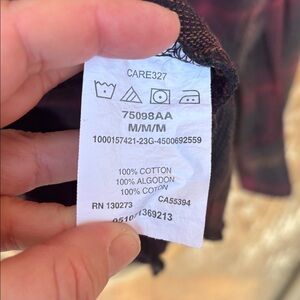 CARE327
75098AA
M/M/M
1000157421-23G-4500692559
100% COTTON
100% ALGODON
100% COTON
RN 130273 CA55394